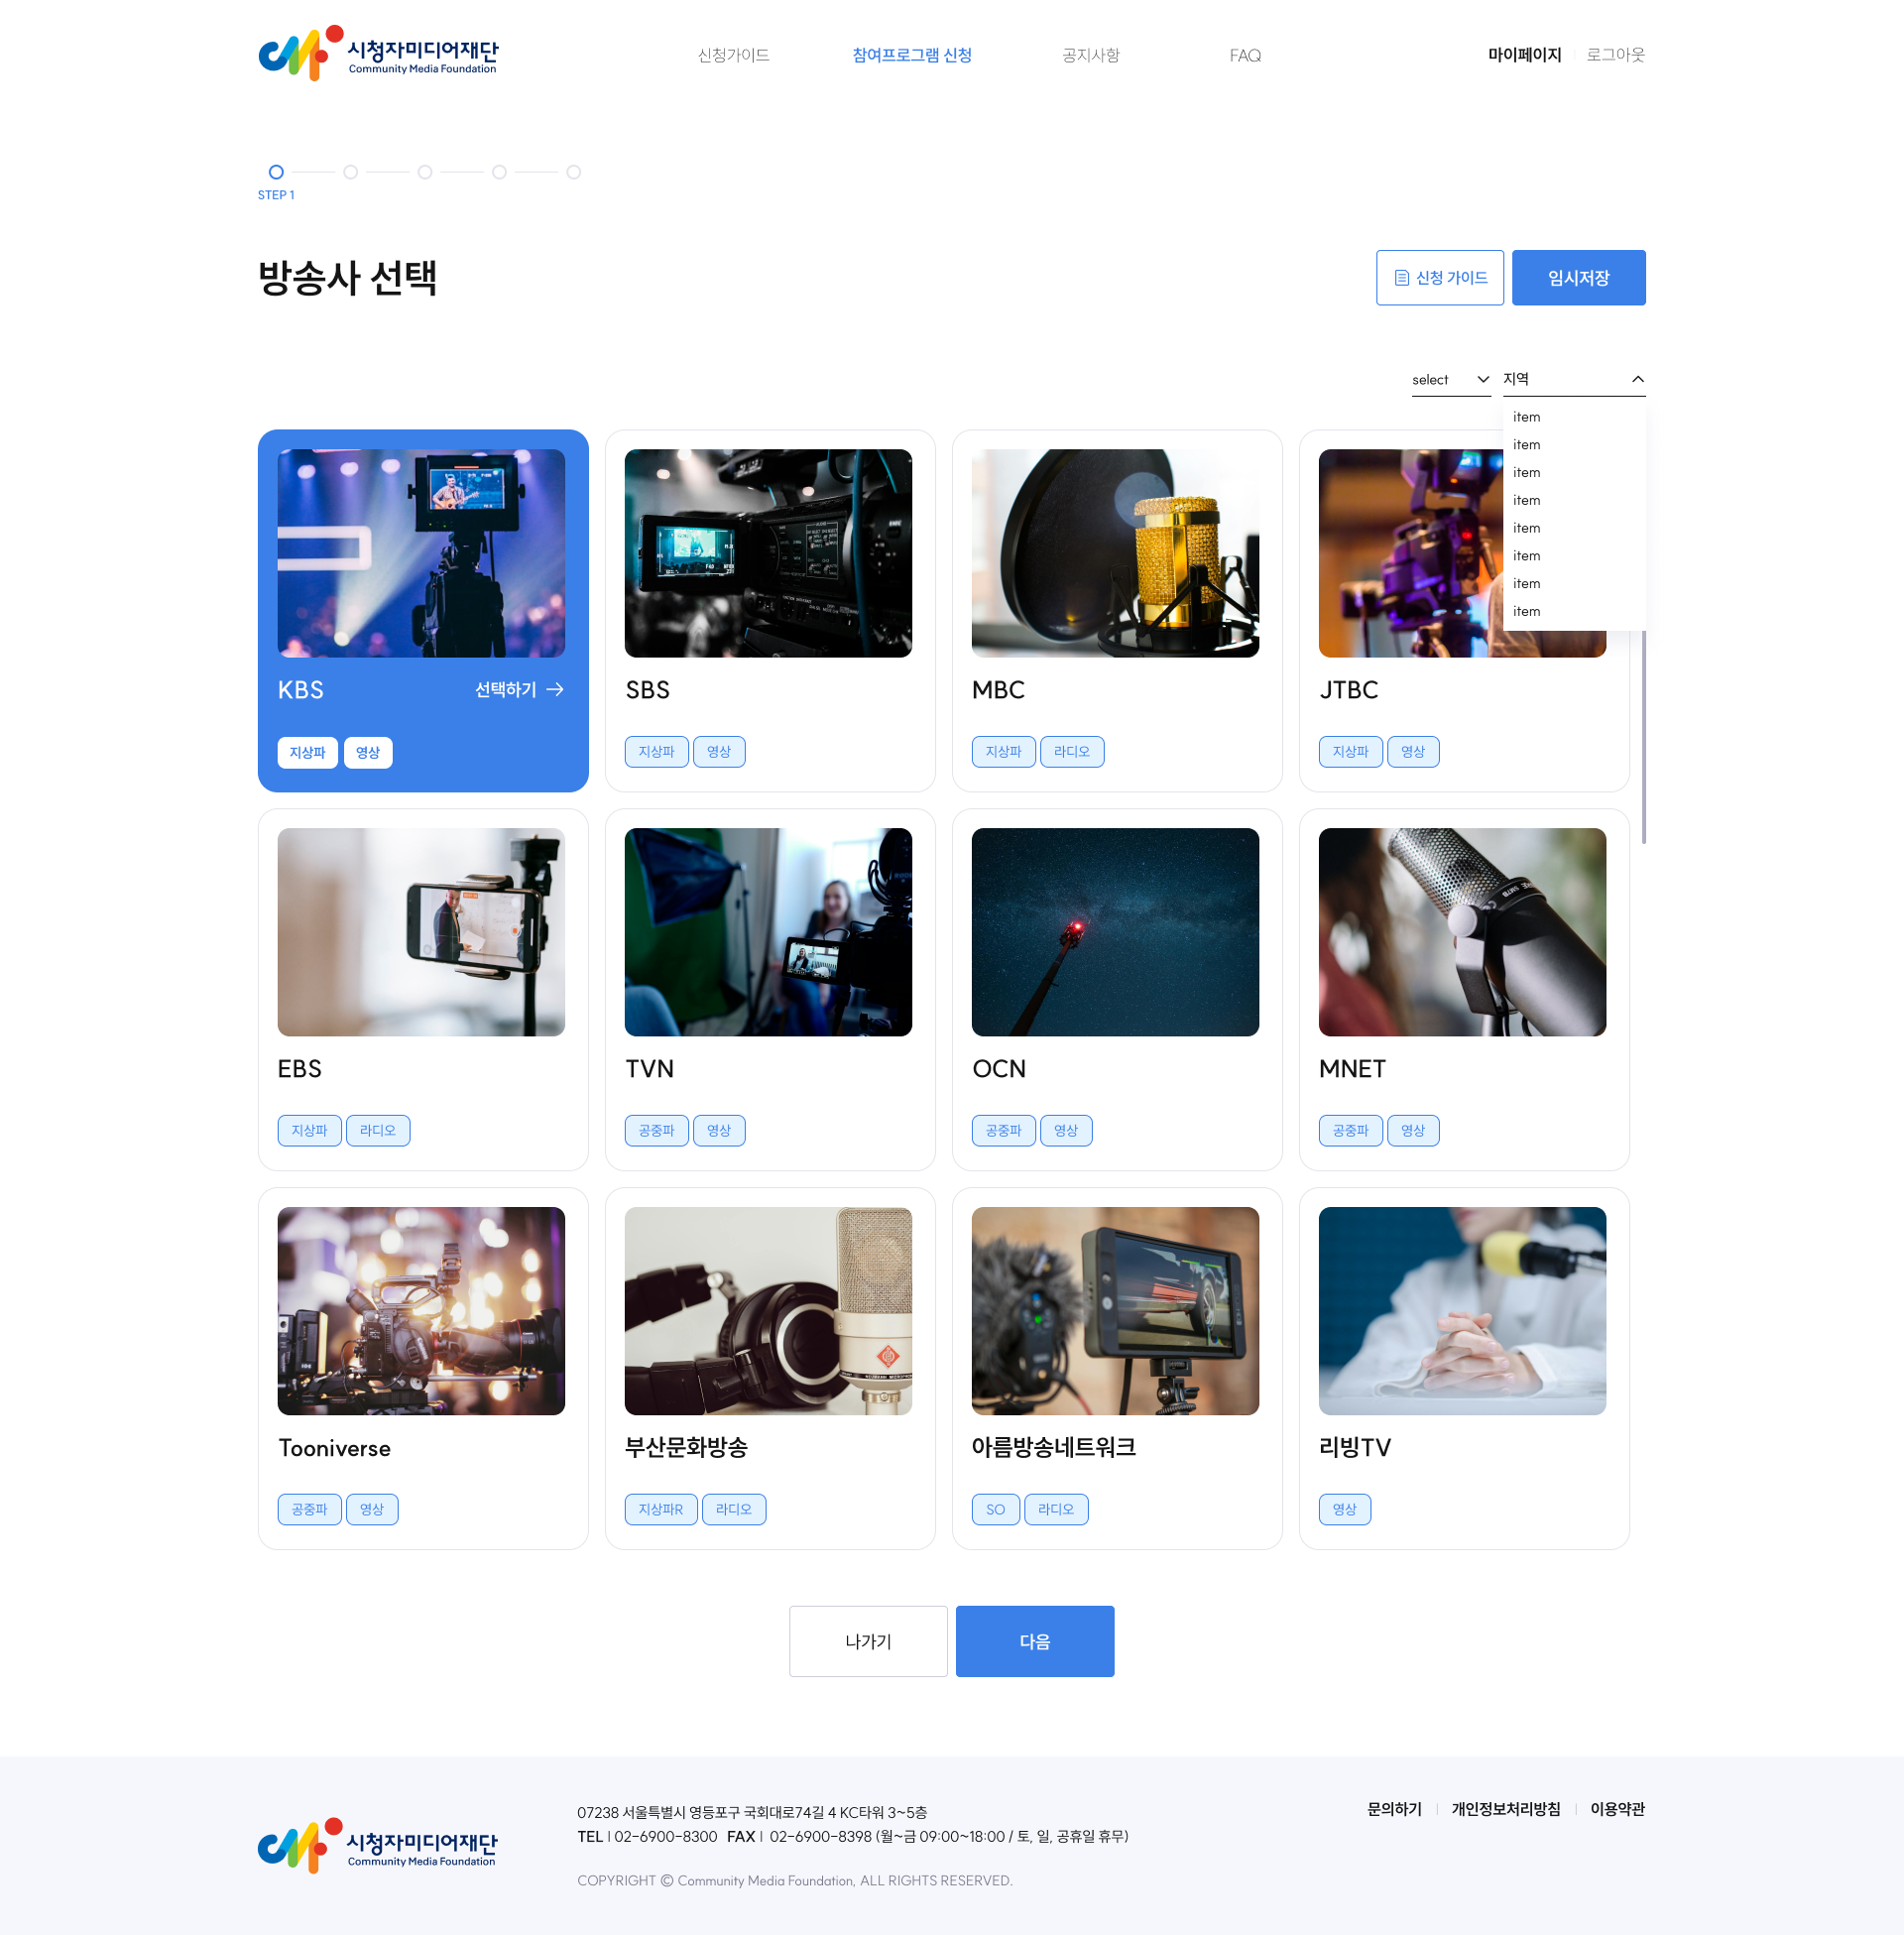 시청자미디어재단
Community Media Foundation
신청가이드
참여프로그램 신청
공지사항
FAQ
마이페이지
로그아웃
STEP 1
방송사 선택
신청 가이드
임시저장
select
지역
item
item
item
item
item
item
item
item
KBS
선택하기
지상파
영상
SBS
지상파
영상
MBC
지상파
라디오
JTBC
지상파
영상
EBS
지상파
라디오
TVN
공중파
영상
OCN
공중파
영상
MNET
공중파
영상
Tooniverse
공중파
영상
부산문화방송
지상파R
라디오
아름방송네트워크
SO
라디오
리빙TV
영상
나가기
다음
시청자미디어재단
Community Media Foundation
07238 서울특별시 영등포구 국회대로74길 4 KC타워 3~5층
TEL | 02-6900-8300 FAX | 02-6900-8398 (월~금 09:00~18:00 / 토, 일, 공휴일 휴무)
COPYRIGHT © Community Media Foundation, ALL RIGHTS RESERVED.
문의하기
개인정보처리방침
이용약관